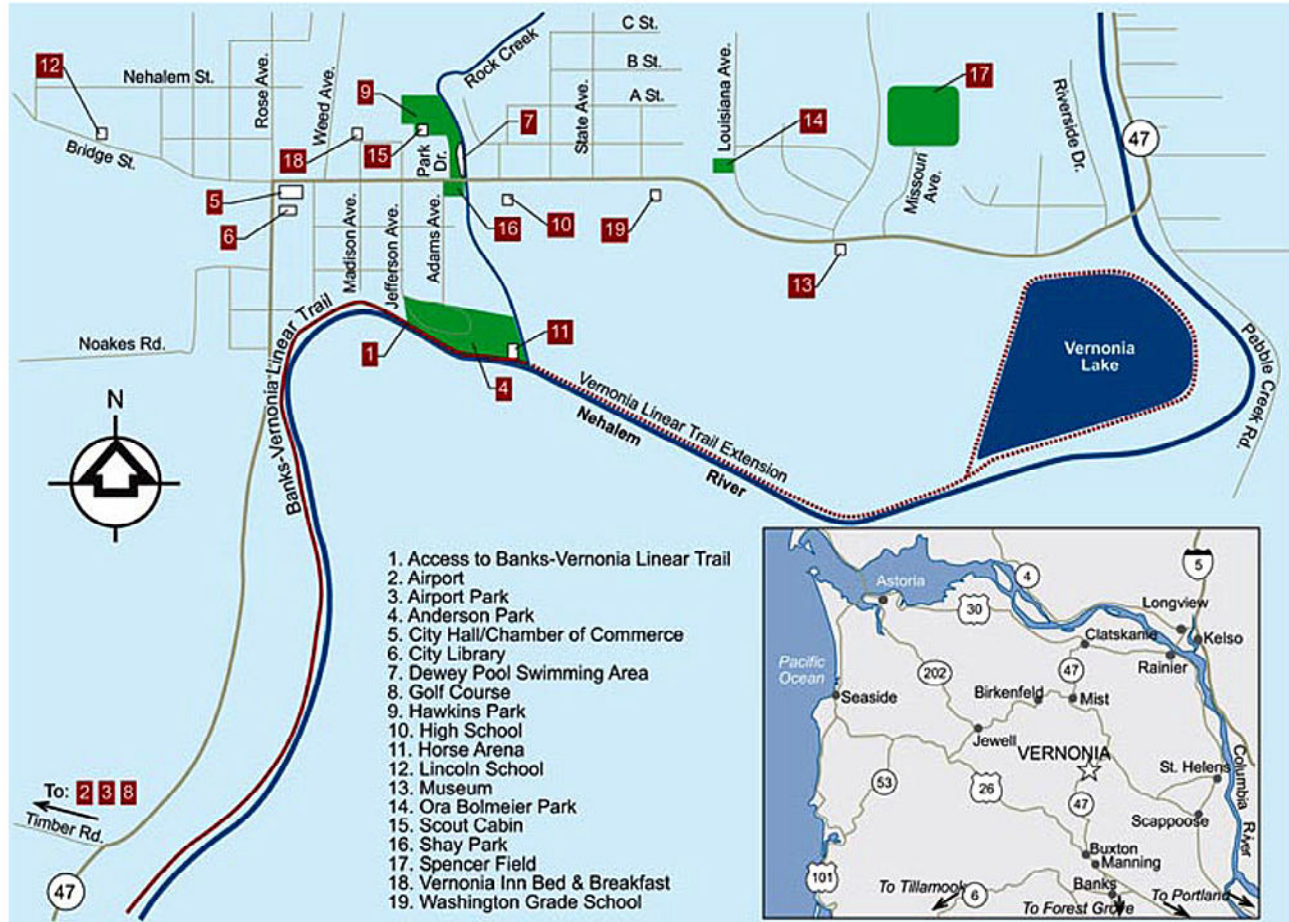 C St.
12
Nehalem St.
Rose Ave.
Weed Ave.
9
Rock Creek
B St.
A St.
State Ave.
Louisiana Ave.
17
Riverside Dr.
47
7
14
Bridge St.
18
15
Park Dr.
Missouri Ave.
5
6
Madison Ave.
Jefferson Ave.
Adams Ave.
16
10
19
13
Noakes Rd.
Banks-Vernonia Linear Trail
1
11
4
Vernonia Lake
Pebble Creek Rd.
N
Vernonia Linear Trail Extension
Nehalem River
1. Access to Banks-Vernonia Linear Trail
2. Airport
3. Airport Park
4. Anderson Park
5. City Hall/Chamber of Commerce
6. City Library
7. Dewey Pool Swimming Area
8. Golf Course
9. Hawkins Park
10. High School
11. Horse Arena
12. Lincoln School
13. Museum
14. Ora Bolmeier Park
15. Scout Cabin
16. Shay Park
17. Spencer Field
18. Vernonia Inn Bed & Breakfast
19. Washington Grade School
To: 2 3 8
Timber Rd.
47
Astoria
4
5
30
Longview
Clatskanie
Kelso
Rainier
Pacific
Ocean
202
47
Seaside
Birkenfeld
Mist
Jewell
VERNONIA
St. Helens
Columbia River
53
26
47
Scappoose
Buxton
Manning
101
To Tillamook
6
Banks
To Forest Grove
To Portland